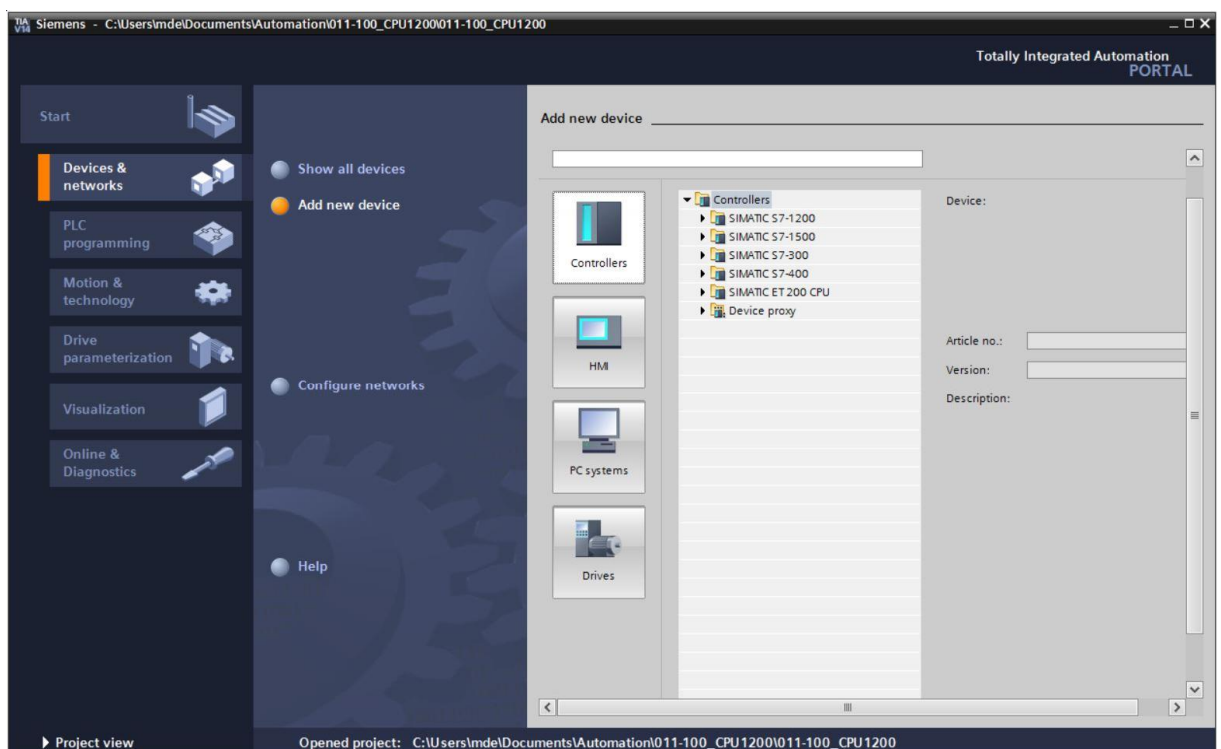 TIA
V14
Siemens - C:\Users\mde\Documents\Automation\011-100_CPU1200\011-100_CPU1200
Totally Integrated Automation
PORTAL
Start
Devices &
networks
PLC
programming
Motion &
technology
Drive
parameterization
Visualization
Online &
Diagnostics
Project view
Show all devices
Add new device
Configure networks
Help
Add new device
Controllers
HMI
PC systems
Drives
Controllers
SIMATIC S7-1200
SIMATIC S7-1500
SIMATIC S7-300
SIMATIC S7-400
SIMATIC ET 200 CPU
Device proxy
Device:
Article no.:
Version:
Description:
Opened project: C:\Users\mde\Documents\Automation\011-100_CPU1200\011-100_CPU1200